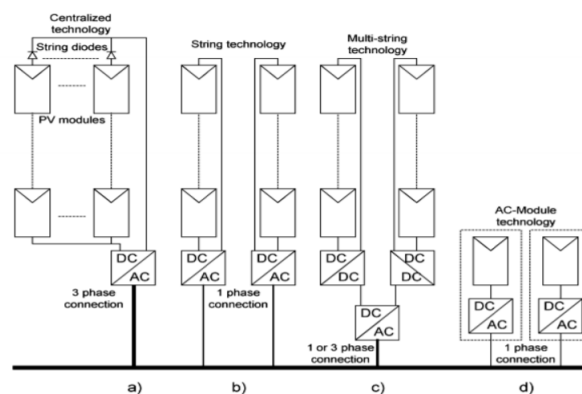 Centralized
technology
String diodes
PV modules
DC
AC
3 phase
connection
a)
String technology
DC
AC
DC
AC
1 phase
connection
b)
Multi-string
technology
DC
DC
DC
DC
DC
AC
1 or 3 phase
connection
c)
AC-Module
technology
DC
AC
DC
AC
1 phase
connection
d)